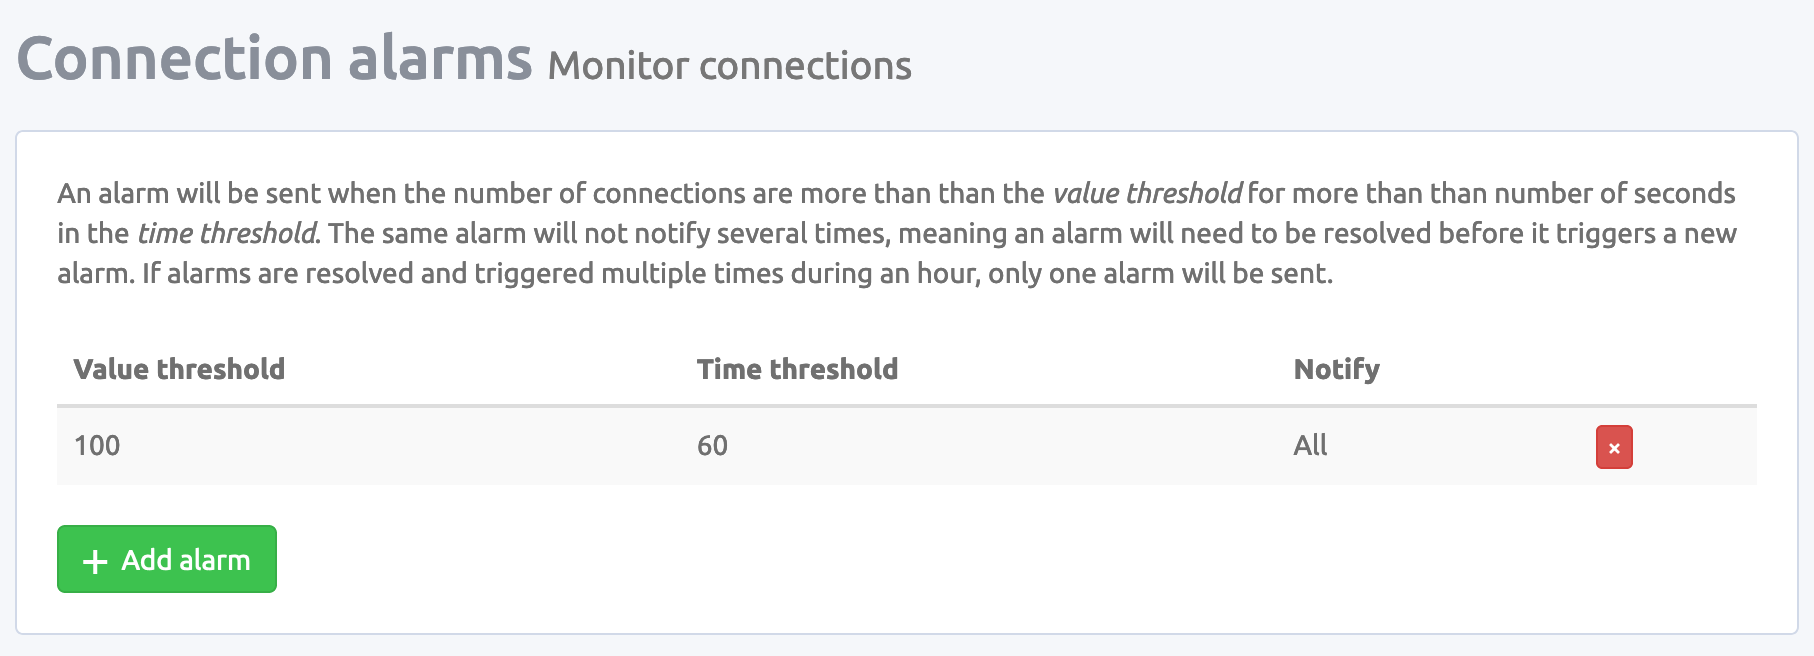 Connection alarms Monitor connections
An alarm will be sent when the number of connections are more than than the value threshold for more than than number of seconds
in the time threshold. The same alarm will not notify several times, meaning an alarm will need to be resolved before it triggers a new
alarm. If alarms are resolved and triggered multiple times during an hour, only one alarm will be sent.
Value threshold Time threshold Notify
100 60 All ×
+ Add alarm